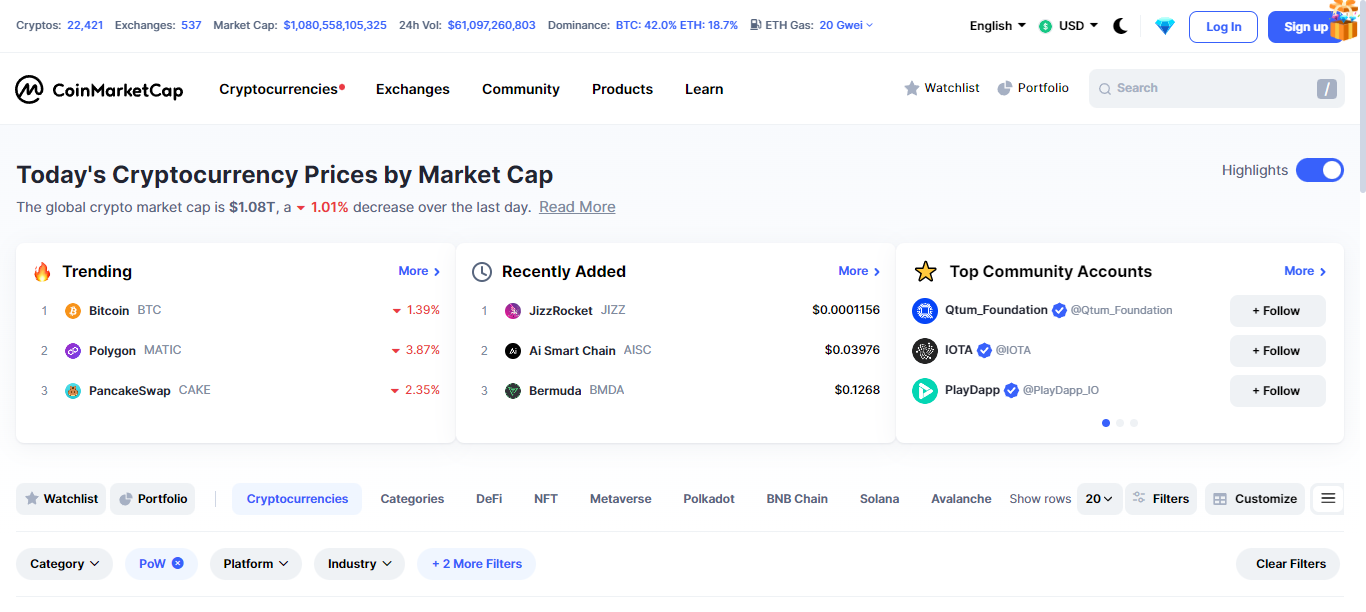 Cryptos: 22,421 Exchanges: 537 Market Cap: $1,080,558,105,325 24h Vol: $61,097,260,803 Dominance: BTC: 42.0% ETH: 18.7% ETH Gas: 20 Gwei English USD Log In Sign up
CoinMarketCap Cryptocurrencies Exchanges Community Products Learn Watchlist Portfolio Search /
Today's Cryptocurrency Prices by Market Cap Highlights
The global crypto market cap is $1.08T, a 1.01% decrease over the last day. Read More
Trending More
1 Bitcoin BTC 1.39%
2 Polygon MATIC 3.87%
3 PancakeSwap CAKE 2.35%
Recently Added More
1 JizzRocket JIZZ $0.0001156
2 Ai Smart Chain AISC $0.03976
3 Bermuda BMDA $0.1268
Top Community Accounts More
Qtum_Foundation @Qtum_Foundation + Follow
IOTA @IOTA + Follow
PlayDapp @PlayDapp_IO + Follow
Watchlist Portfolio Cryptocurrencies Categories DeFi NFT Metaverse Polkadot BNB Chain Solana Avalanche Show rows 20 Filters Customize
Category PoW Platform Industry + 2 More Filters Clear Filters